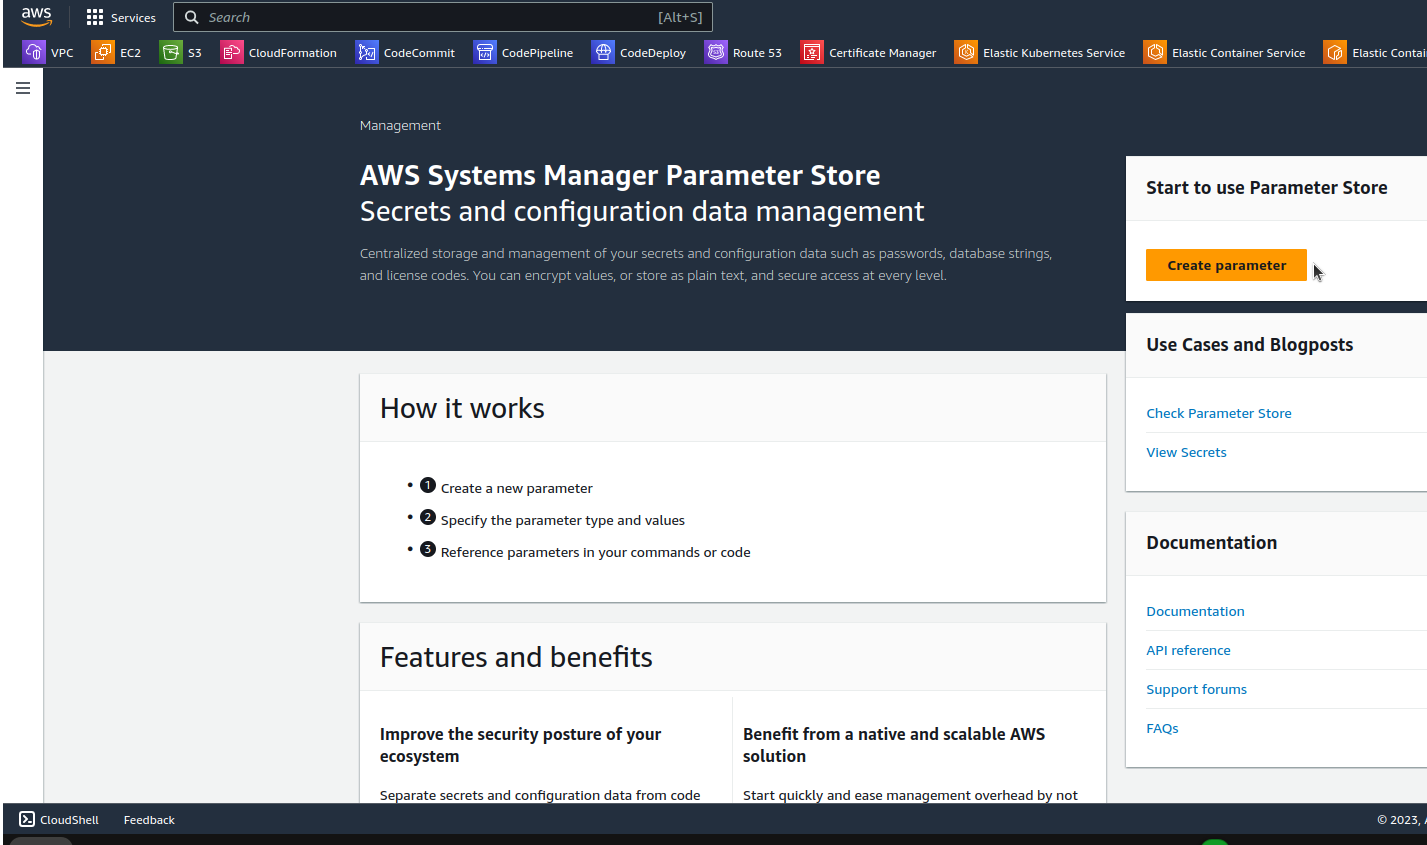 aws
Services
Search [Alt+S]
VPC EC2 S3 CloudFormation CodeCommit CodePipeline CodeDeploy Route 53 Certificate Manager Elastic Kubernetes Service Elastic Container Service Elastic Contai
Management
AWS Systems Manager Parameter Store
Secrets and configuration data management
Centralized storage and management of your secrets and configuration data such as passwords, database strings,
and license codes. You can encrypt values, or store as plain text, and secure access at every level.
Start to use Parameter Store
Create parameter
Use Cases and Blogposts
Check Parameter Store
View Secrets
How it works
1 Create a new parameter
2 Specify the parameter type and values
3 Reference parameters in your commands or code
Documentation
Documentation
API reference
Support forums
FAQs
Features and benefits
Improve the security posture of your
ecosystem
Separate secrets and configuration data from code
Benefit from a native and scalable AWS
solution
Start quickly and ease management overhead by not
CloudShell Feedback
© 2023, A